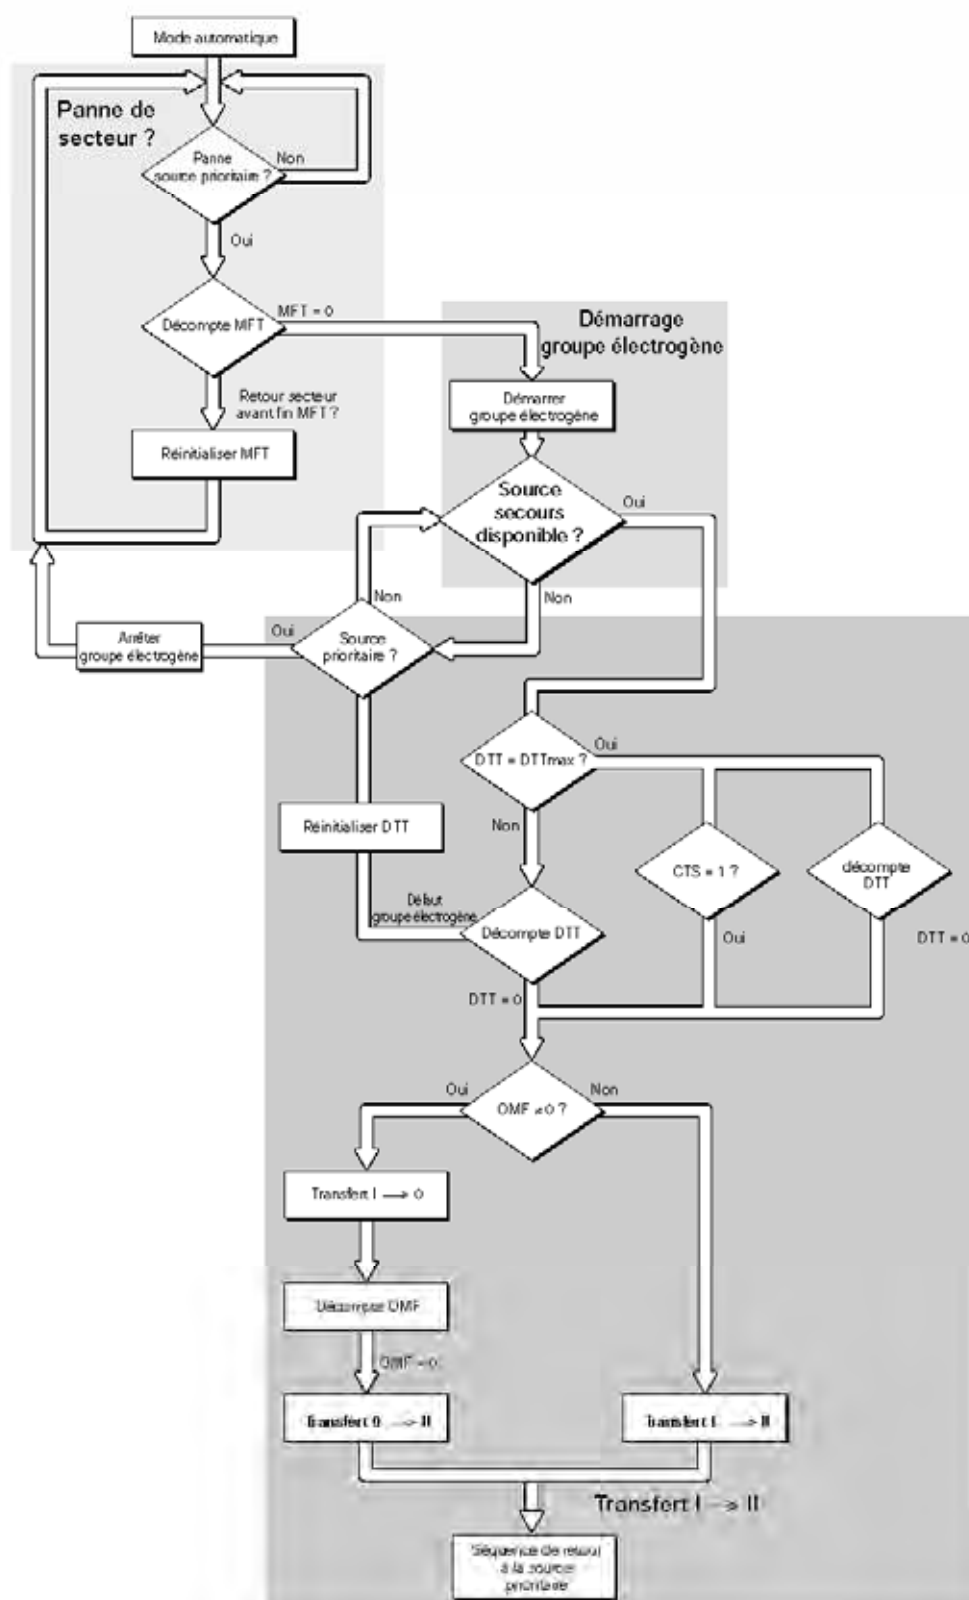 Mode automatique
Panne de
secteur ?
Panne
source prioritaire ?
Non
Oui
Décompte MFT
MFT = 0
Retour secteur
avant fin MFT ?
Réinitialiser MFT
Démarrage
groupe électrogène
Démarrer
groupe électrogène
Source
secours
disponible ?
Oui
Non
Non
Oui
Source
prioritaire ?
Arrêter
groupe électrogène
DTT = DTTmax ?
Oui
Non
Réinitialiser DTT
CTS = 1 ?
décompte
DTT
Défaut
groupe électrogène
Décompte DTT
Oui
DTT = 0
DTT = 0
Oui
OMF ≠ 0 ?
Non
Transfert I → 0
Décompte OMF
OMF = 0
Transfert 0 → II
Transfert I → II
Transfert I → II
Séquence de retour
à la source
prioritaire